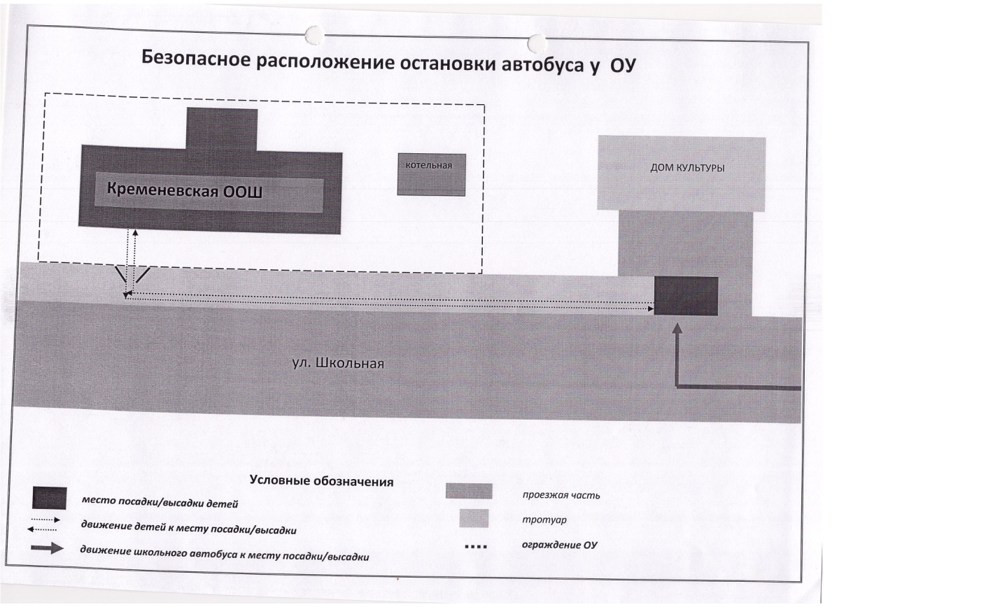 Безопасное расположение остановки автобуса у ОУ
котельная
ДОМ КУЛЬТУРЫ
Кременевская ООШ
ул. Школьная
Условные обозначения
место посадки/высадки детей
движение детей к месту посадки/высадки
движение школьного автобуса к месту посадки/высадки
проезжая часть
тротуар
ограждение ОУ